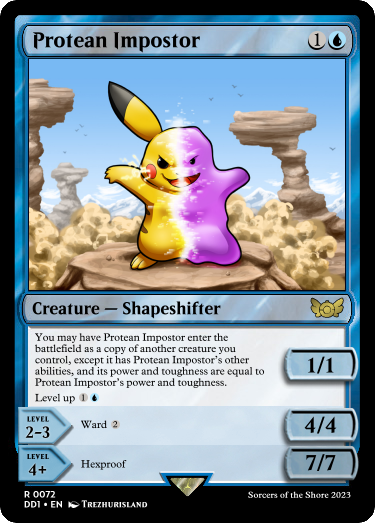 Protean Impostor 1
Creature — Shapeshifter
You may have Protean Impostor enter the
battlefield as a copy of another creature you
control, except it has Protean Impostor's other
abilities, and its power and toughness are equal to
Protean Impostor's power and toughness.
1/1
Level up 1
LEVEL
2-3
Ward 2
4/4
LEVEL
4+
Hexproof
7/7
R 0072
DD1 • EN TREZHURISLAND
Sorcers of the Shore 2023